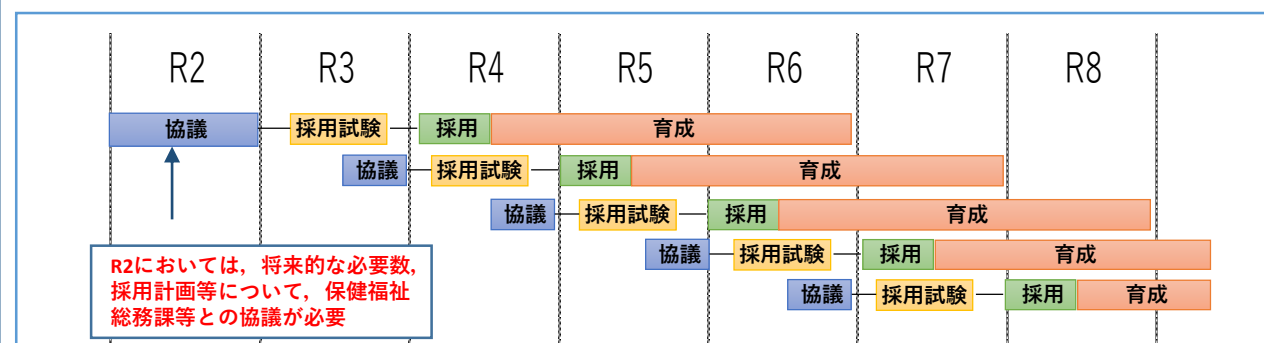 R2 R3 R4 R5 R6 R7 R8
協議 採用試験 採用 育成
協議 採用試験 採用 育成
協議 採用試験 採用 育成
協議 採用試験 採用 育成
協議 採用試験 採用 育成
R2においては，将来的な必要数，
採用計画等について，保健福祉
総務課等との協議が必要